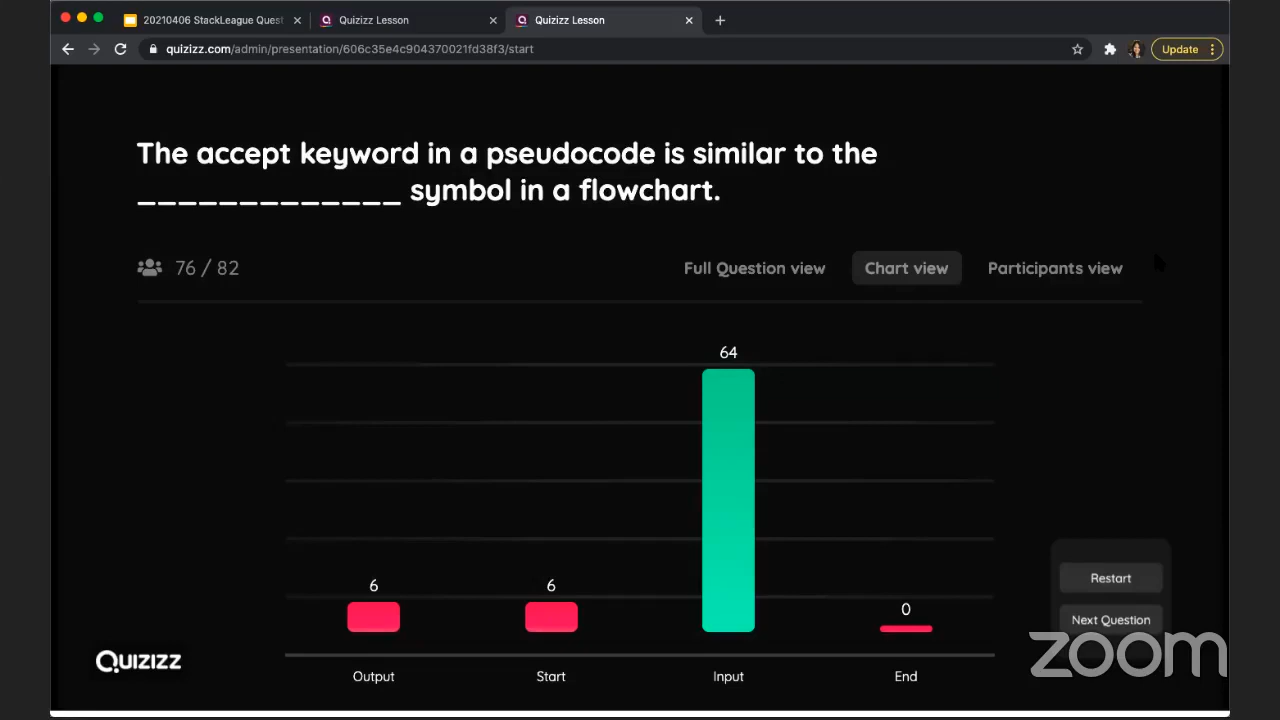 20210406 StackLeague Quest
Quizizz Lesson
Quizizz Lesson
quizizz.com/admin/presentation/606c35e4c904370021fd38f3/start
Update
The accept keyword in a pseudocode is similar to the
_____________ symbol in a flowchart.
76 / 82
Full Question view
Chart view
Participants view
64
6
6
0
Restart
Next Question
Output
Start
Input
End
Quizizz
zoom